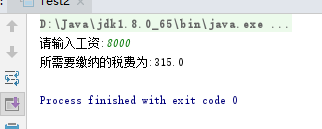 Test2
D:\Java\jdk1.8.0_65\bin\java.exe ...
请输入工资:8000
所需要缴纳的税费为:315.0
Process finished with exit code 0